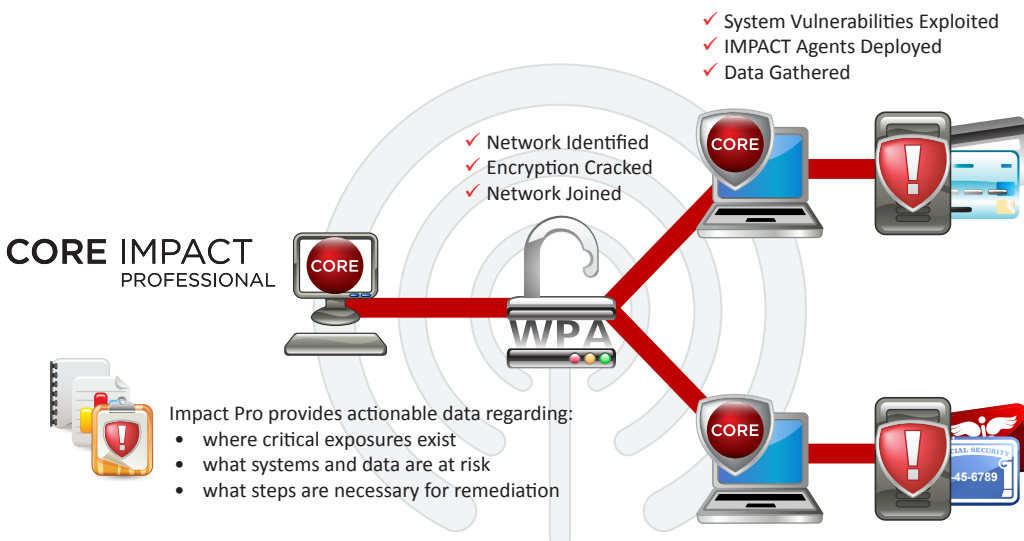 System Vulnerabilities Exploited
IMPACT Agents Deployed
Data Gathered
Network Identified
Encryption Cracked
Network Joined
CORE
CORE IMPACT
PROFESSIONAL
CORE
WPA
Impact Pro provides actionable data regarding:
• where critical exposures exist
• what systems and data are at risk
• what steps are necessary for remediation
CORE
CIAL SECURITY
-45-6789